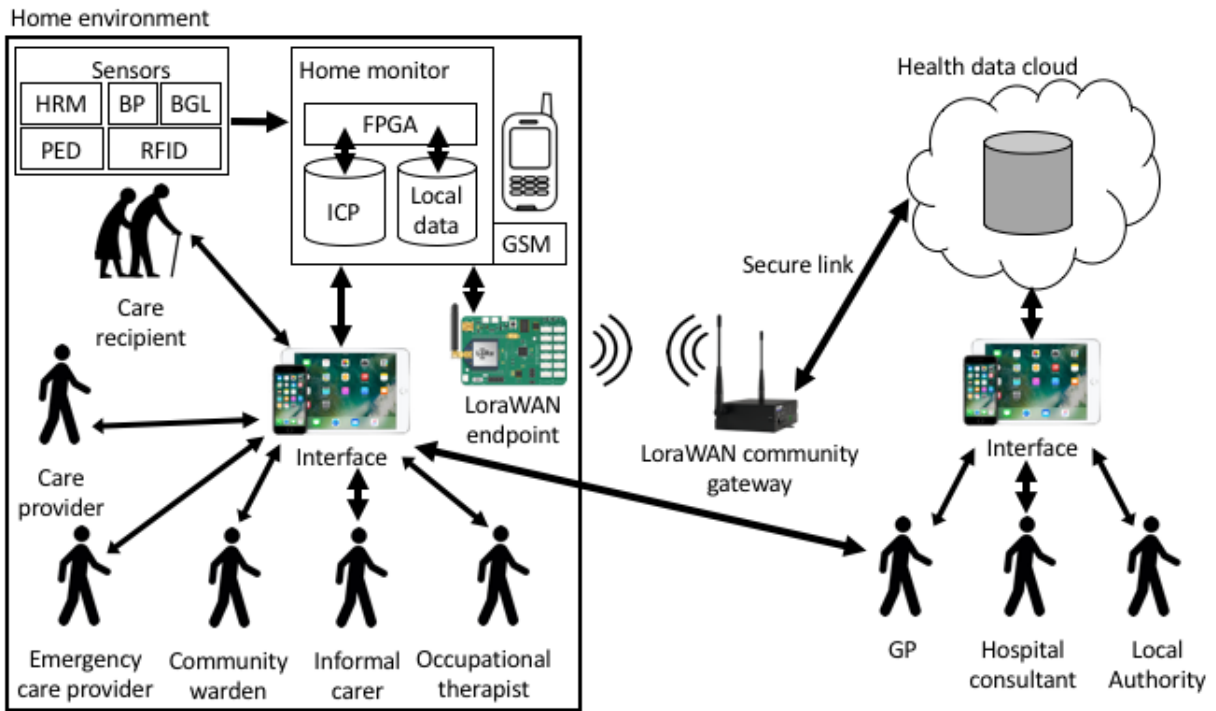 Home environment
Sensors
HRM
BP
BGL
PED
RFID
Home monitor
FPGA
ICP
Local
data
GSM
Health data cloud
Secure link
Care
recipient
LoraWAN
endpoint
LoraWAN community
gateway
Interface
Interface
Care
provider
Emergency
care provider
Community
warden
Informal
carer
Occupational
therapist
GP
Hospital
consultant
Local
Authority